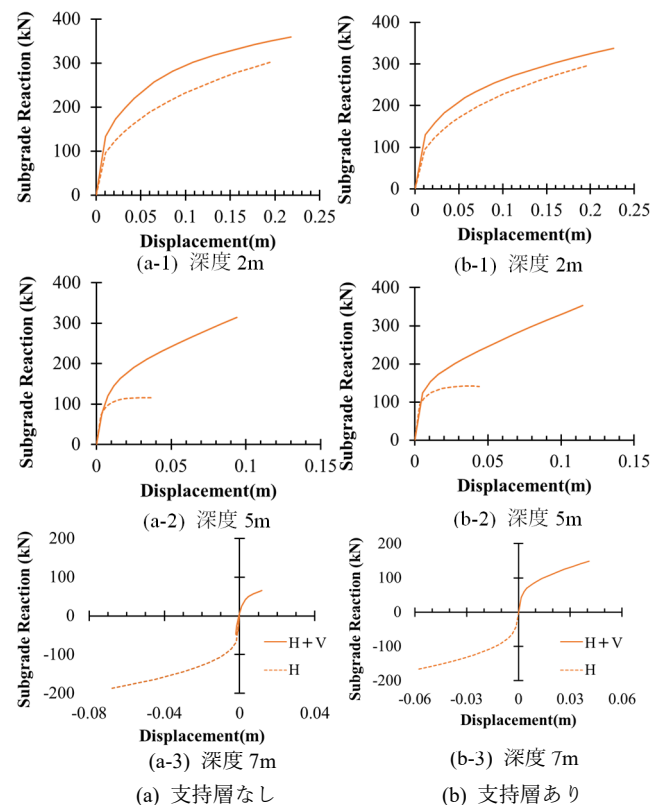 Subgrade Reaction (kN)
400
300
200
100
0
0 0.05 0.1 0.15 0.2 0.25
Displacement(m)
(a-1) 深度 2m
Subgrade Reaction (kN)
400
300
200
100
0
0 0.05 0.1 0.15 0.2 0.25
Displacement(m)
(b-1) 深度 2m
Subgrade Reaction (kN)
400
300
200
100
0
0 0.05 0.1 0.15
Displacement(m)
(a-2) 深度 5m
Subgrade Reaction (kN)
400
300
200
100
0
0 0.05 0.1 0.15
Displacement(m)
(b-2) 深度 5m
Subgrade Reaction (kN)
200
100
0
-100
-200
-0.08 -0.04 0 0.04
H+V
H
Displacement(m)
(a-3) 深度 7m
Subgrade Reaction (kN)
200
100
0
-100
-200
-0.06 -0.03 0 0.03 0.06
H+V
H
Displacement(m)
(b-3) 深度 7m
(a) 支持層なし
(b) 支持層あり